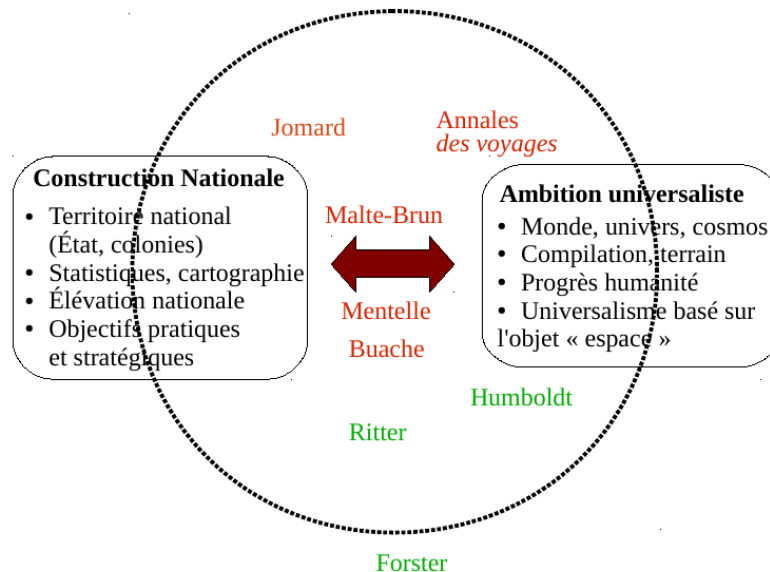 Jomard
Annales
des voyages
Construction Nationale
• Territoire national
(État, colonies)
• Statistiques, cartographie
• Élévation nationale
• Objectifs pratiques
et stratégiques
Malte-Brun
Mentelle
Buache
Ambition universaliste
• Monde, univers, cosmos
• Compilation, terrain
• Progrès humanité
• Universalisme basé sur
l'objet « espace »
Humboldt
Ritter
Forster